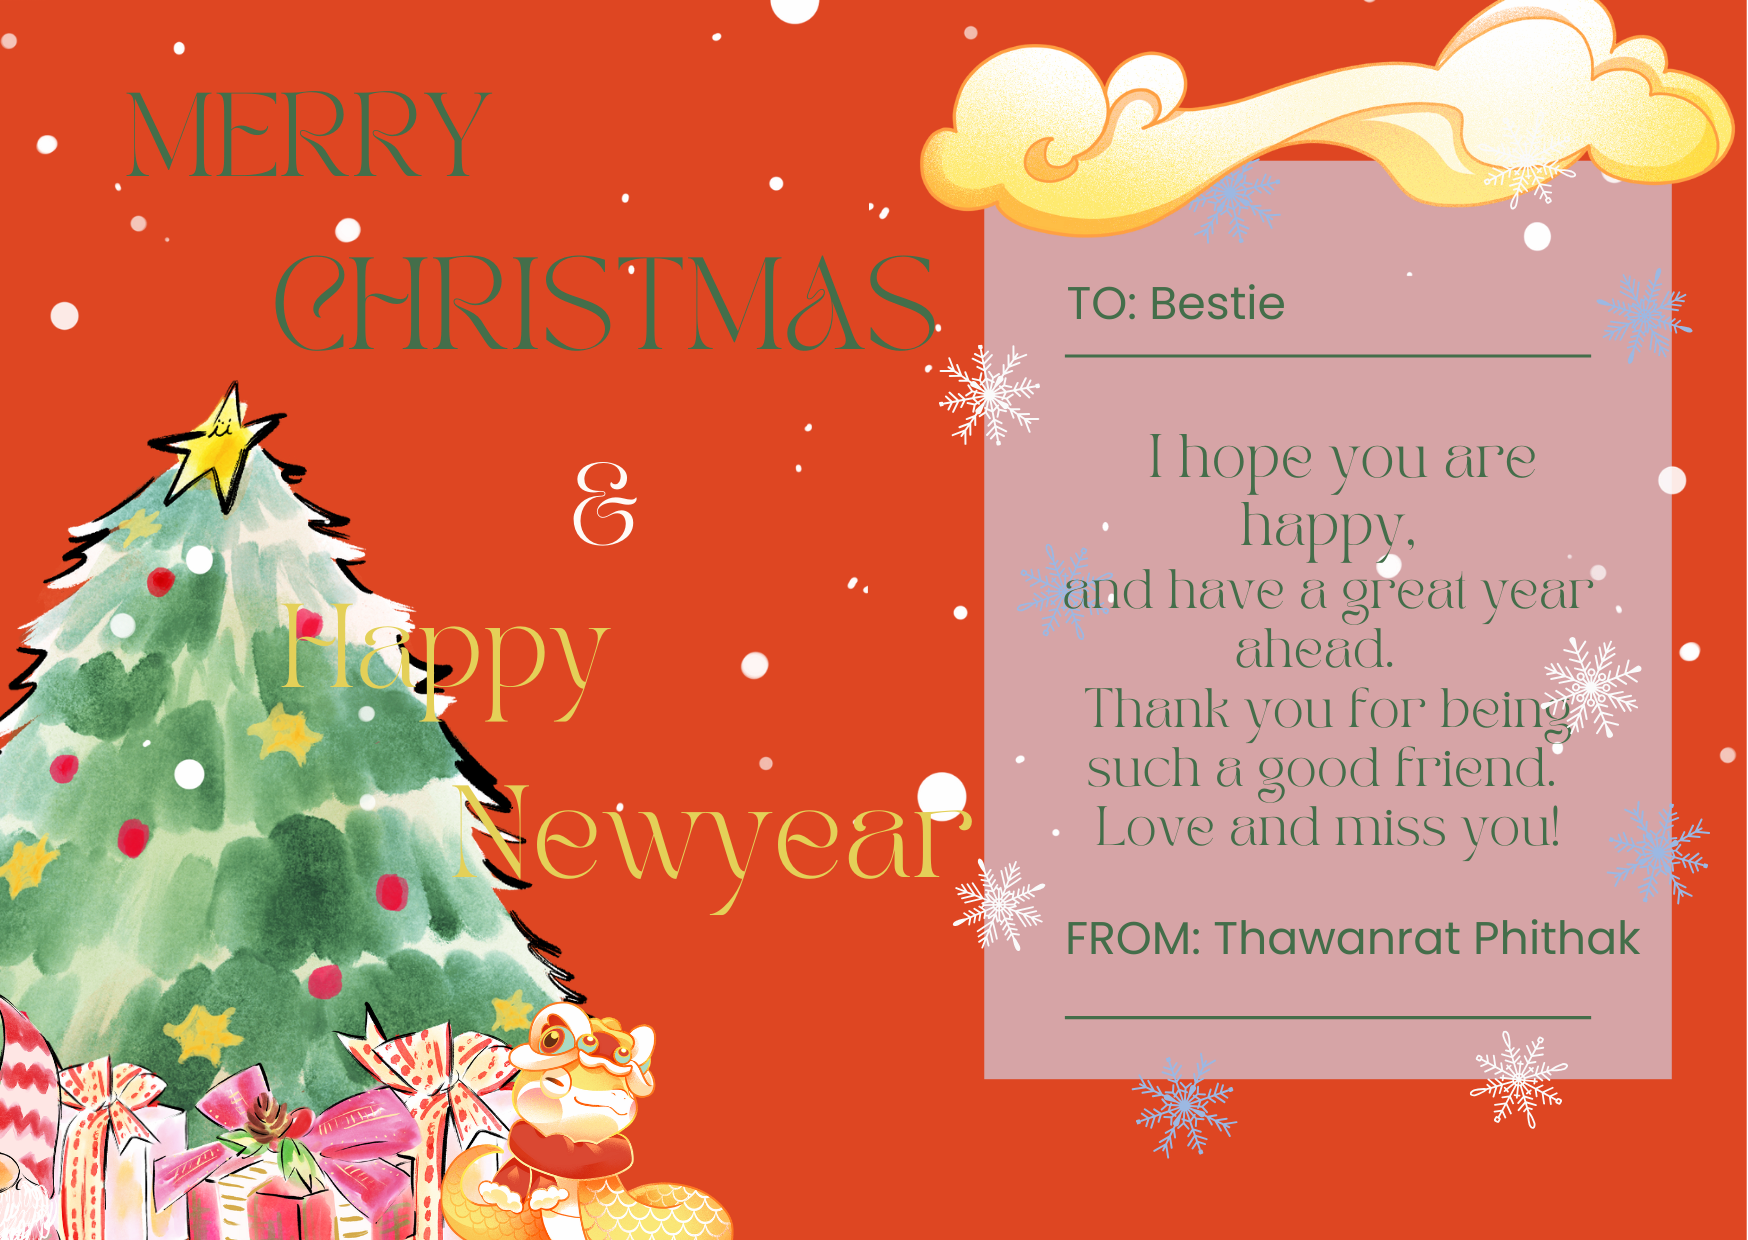 MERRY
CHRISTMAS
&
Happy
Newyear
TO: Bestie
I hope you are
happy,
and have a great year
ahead.
Thank you for being
such a good friend.
Love and miss you!
FROM: Thawanrat Phithak